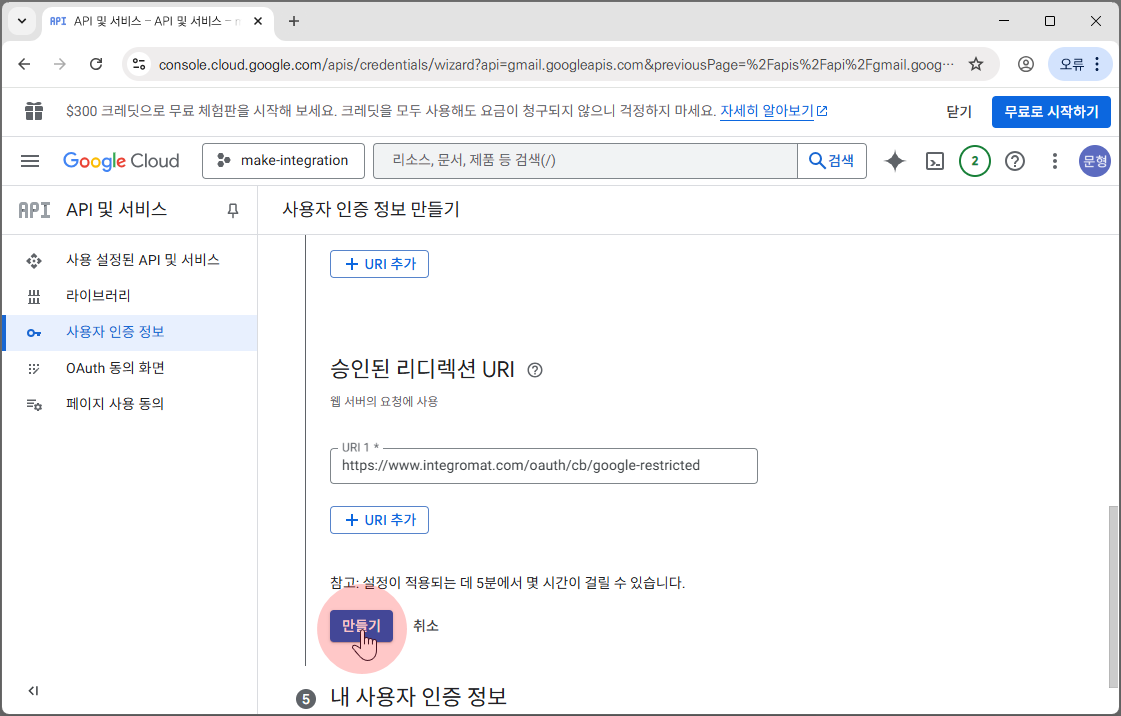 API API 및 서비스 – API 및 서비스 –
console.cloud.google.com/apis/credentials/wizard?api=gmail.googleapis.com&previousPage=%2Fapis%2Fapi%2Fgmail.goog… 오류
$300 크레딧으로 무료 체험판을 시작해 보세요. 크레딧을 모두 사용해도 요금이 청구되지 않으니 걱정하지 마세요. 자세히 알아보기 닫기 무료로 시작하기
Google Cloud make-integration 리소스, 문서, 제품 등 검색(/) 검색 2 문형
API API 및 서비스
사용자 인증 정보 만들기
사용 설정된 API 및 서비스
라이브러리
사용자 인증 정보
OAuth 동의 화면
페이지 사용 동의
+ URI 추가
승인된 리디렉션 URI
웹 서버의 요청에 사용
URI 1 *
https://www.integromat.com/oauth/cb/google-restricted
+ URI 추가
참고: 설정이 적용되는 데 5분에서 몇 시간이 걸릴 수 있습니다.
만들기 취소
5 내 사용자 인증 정보